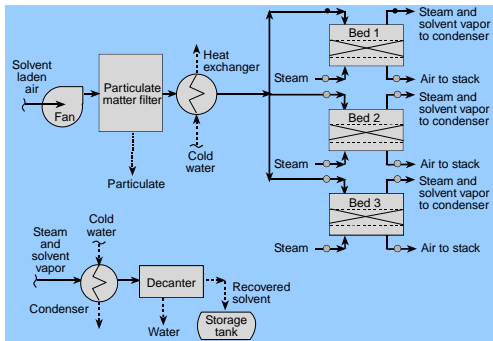 Solvent
laden
air
Fan
Particulate
matter filter
Particulate
Heat
exchanger
Cold
water
Bed 1
Steam
Steam and
solvent vapor
to condenser
Air to stack
Bed 2
Steam
Steam and
solvent vapor
to condenser
Air to stack
Bed 3
Steam
Steam and
solvent vapor
to condenser
Air to stack
Steam and
solvent
vapor
Cold
water
Condenser
Decanter
Water
Recovered
solvent
Storage
tank